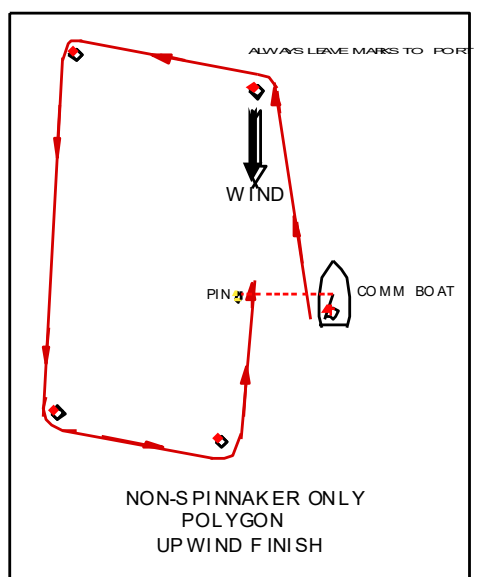 ALWAYS LEAVE MARKS TO PORT
WIND
PIN
COMM BOAT
NON-SPINNAKER ONLY
POLYGON
UPWIND FINISH